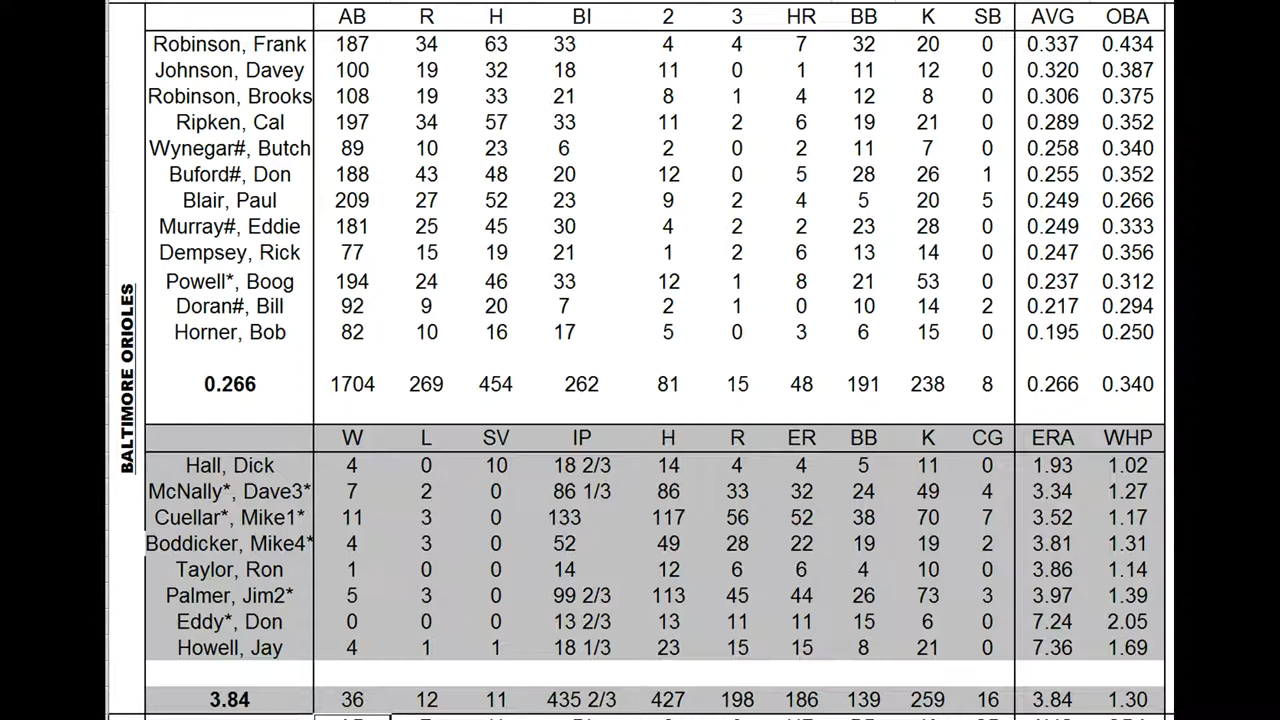 AB R H BI 2 3 HR BB K SB AVG OBA
Robinson, Frank 187 34 63 33 4 4 7 32 20 0 0.337 0.434
Johnson, Davey 100 19 32 18 11 0 1 11 12 0 0.320 0.387
Robinson, Brooks 108 19 33 21 8 1 4 12 8 0 0.306 0.375
Ripken, Cal 197 34 57 33 11 2 6 19 21 0 0.289 0.352
Wynegar#, Butch 89 10 23 6 2 0 2 11 7 0 0.258 0.340
Buford#, Don 188 43 48 20 12 0 5 28 26 1 0.255 0.352
Blair, Paul 209 27 52 23 9 2 4 5 20 5 0.249 0.266
Murray#, Eddie 181 25 45 30 4 2 2 23 28 0 0.249 0.333
Dempsey, Rick 77 15 19 21 1 2 6 13 14 0 0.247 0.356
Powell*, Boog 194 24 46 33 12 1 8 21 53 0 0.237 0.312
Doran#, Bill 92 9 20 7 2 1 0 10 14 2 0.217 0.294
Horner, Bob 82 10 16 17 5 0 3 6 15 0 0.195 0.250
0.266 1704 269 454 262 81 15 48 191 238 8 0.266 0.340
BALTIMORE ORIOLES
W L SV IP H R ER BB K CG ERA WHP
Hall, Dick 4 0 10 18 2/3 14 4 4 5 11 0 1.93 1.02
McNally*, Dave3* 7 2 0 86 1/3 86 33 32 24 49 4 3.34 1.27
Cuellar*, Mike1* 11 3 0 133 117 56 52 38 70 7 3.52 1.17
Boddicker, Mike4* 4 3 0 52 49 28 22 19 19 2 3.81 1.31
Taylor, Ron 1 0 0 14 12 6 6 4 10 0 3.86 1.14
Palmer, Jim2* 5 3 0 99 2/3 113 45 44 26 73 3 3.97 1.39
Eddy*, Don 0 0 0 13 2/3 13 11 11 15 6 0 7.24 2.05
Howell, Jay 4 1 1 18 1/3 23 15 15 8 21 0 7.36 1.69
3.84 36 12 11 435 2/3 427 198 186 139 259 16 3.84 1.30